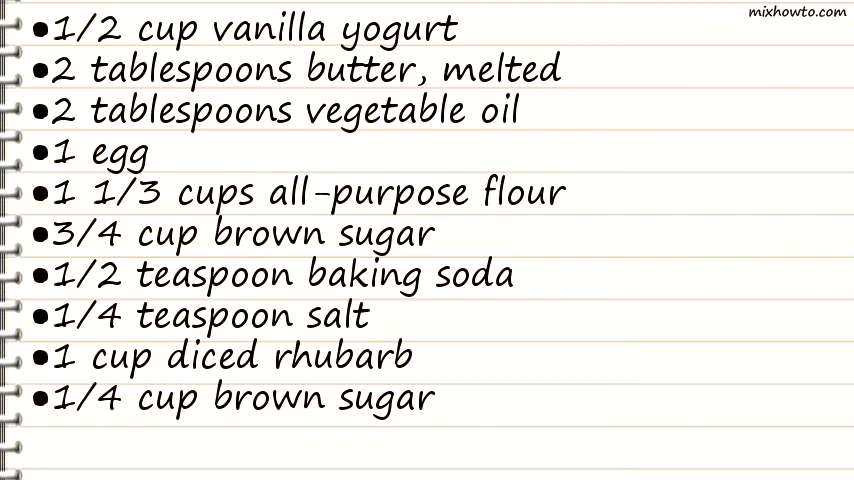 mixhowto.com
•1/2 cup vanilla yogurt
•2 tablespoons butter, melted
•2 tablespoons vegetable oil
•1 egg
•1 1/3 cups all-purpose flour
•3/4 cup brown sugar
•1/2 teaspoon baking soda
•1/4 teaspoon salt
•1 cup diced rhubarb
•1/4 cup brown sugar